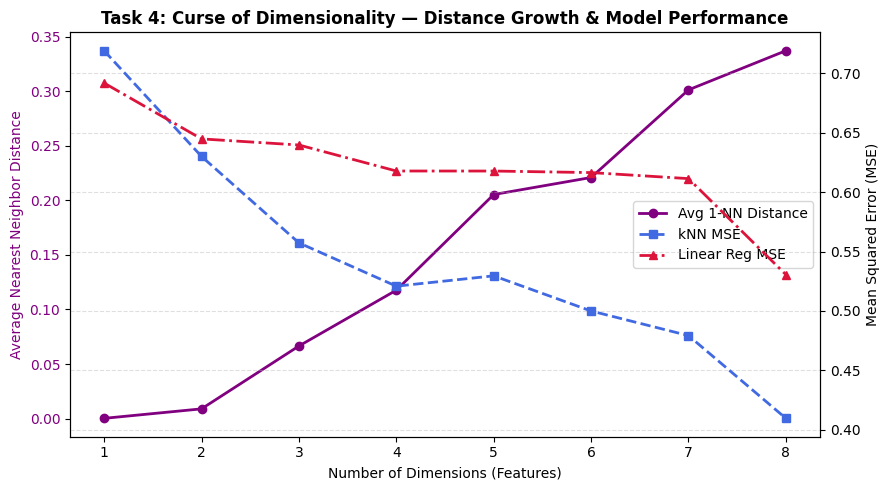 Task 4: Curse of Dimensionality — Distance Growth & Model Performance
Average Nearest Neighbor Distance
0.35
0.30
0.25
0.20
0.15
0.10
0.05
0.00
Avg 1-NN Distance
kNN MSE
Linear Reg MSE
0.70
0.65
0.60
0.55
0.50
0.45
0.40
Mean Squared Error (MSE)
1 2 3 4 5 6 7 8
Number of Dimensions (Features)